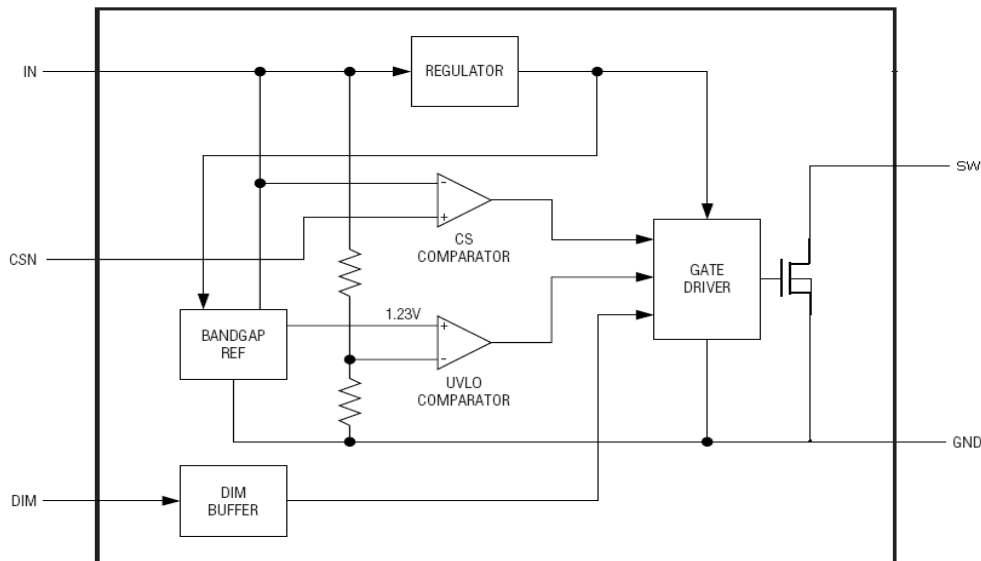 IN
REGULATOR
SW
-
+
CS
COMPARATOR
CSN
GATE
DRIVER
1.23V
BANDGAP
REF
+
-
UVLO
COMPARATOR
GND
DIM
DIM
BUFFER